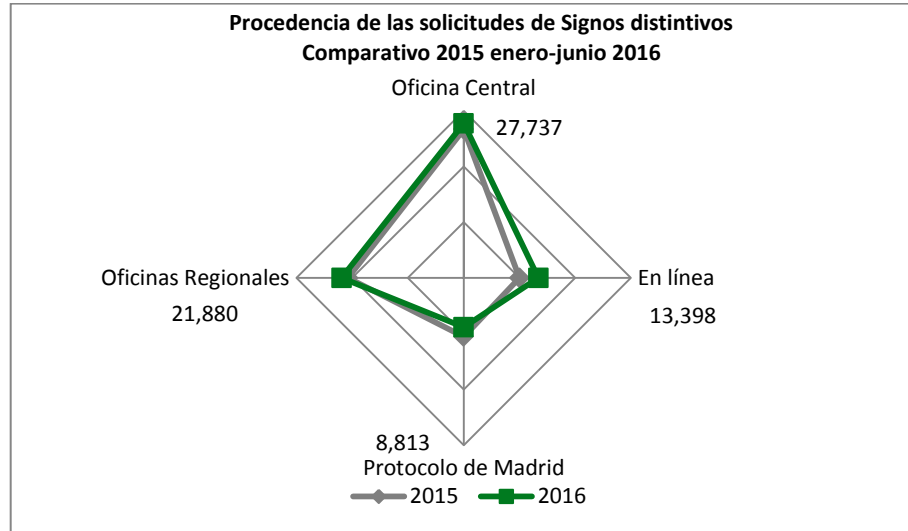 Procedencia de las solicitudes de Signos distintivos
Comparativo 2015 enero-junio 2016
Oficina Central
27,737
Oficinas Regionales
21,880
En línea
13,398
8,813
Protocolo de Madrid
2015
2016